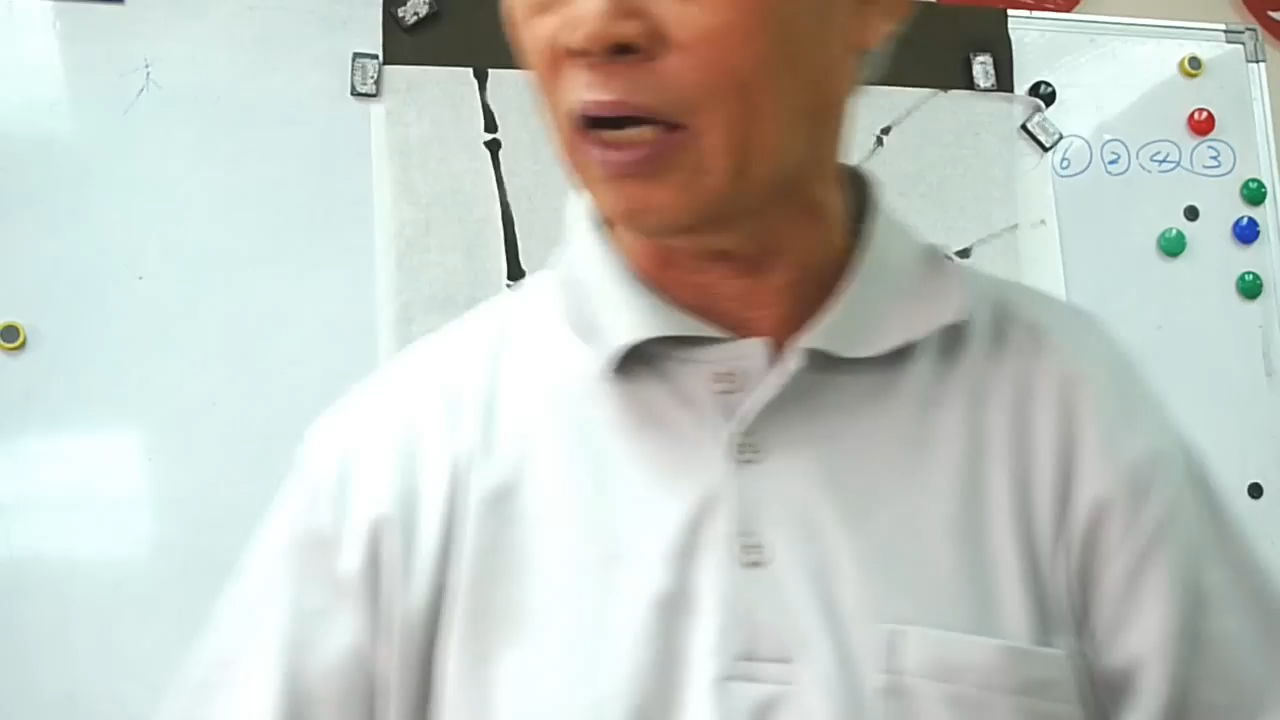 ⑥ ② ④ ③